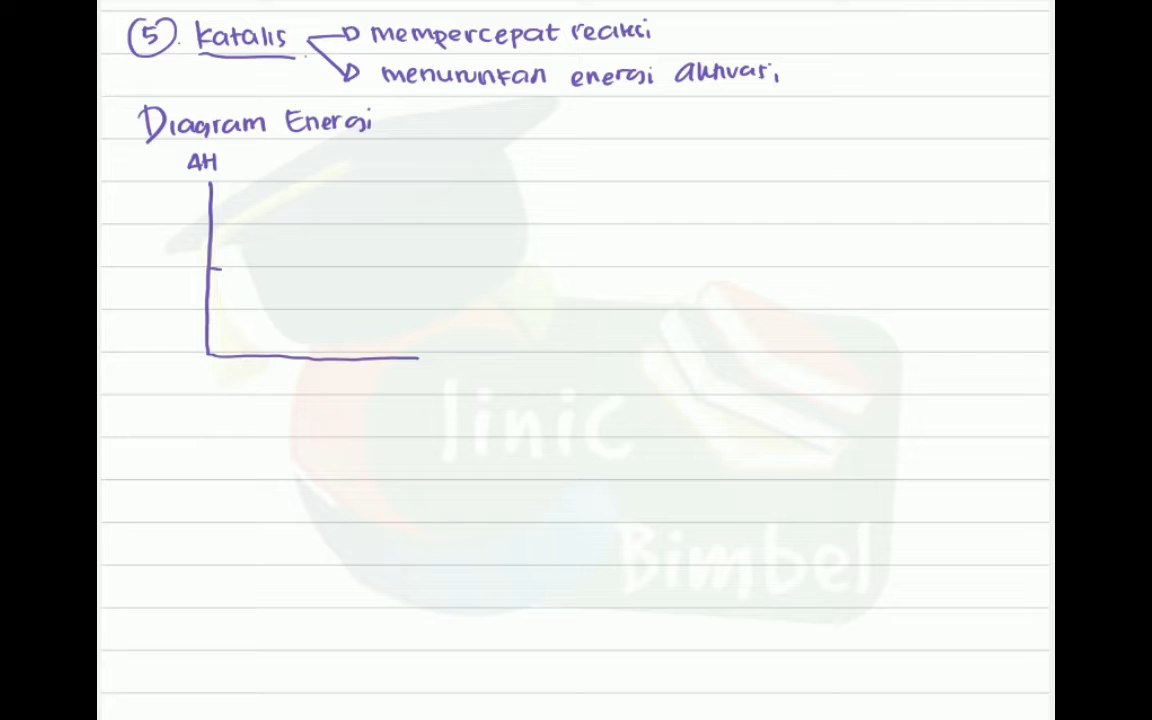 5. Katalis → mempercepat reaksi
→ menurunkan energi aktivasi
Diagram Energi
ΔH
linic
Bimbel